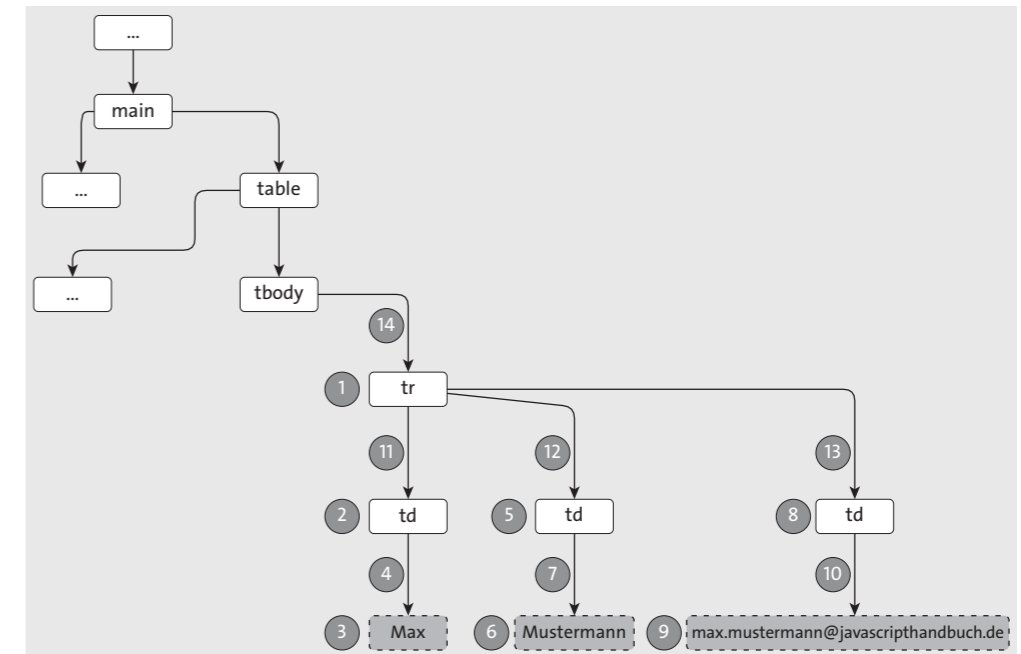 ...
main
...
table
...
tbody
14
1 tr
11 12 13
2 td 5 td 8 td
4 7 10
3 Max 6 Mustermann 9 max.mustermann@javascripthandbuch.de